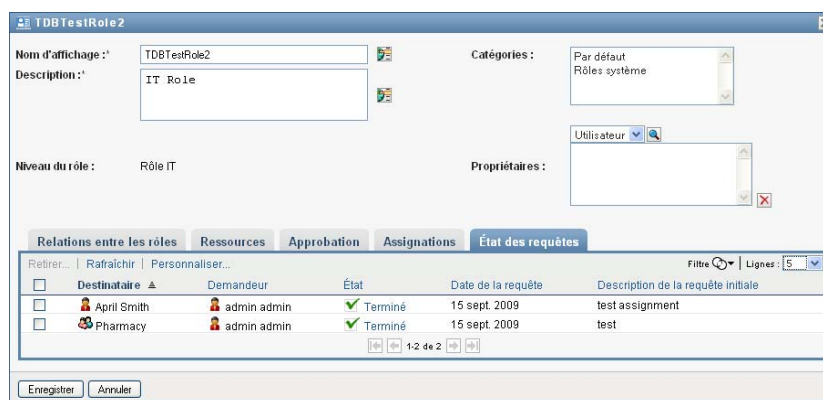 TDBTestRole2
Nom d'affichage :*
TDBTestRole2
Catégories :
Par défaut
Rôles système
Description :*
IT Role
Utilisateur
Niveau du rôle :
Rôle IT
Propriétaires :
Relations entre les rôles
Ressources
Approbation
Assignations
État des requêtes
Retirer... | Rafraîchir | Personnaliser...
Filtre
Lignes : 5
Destinataire
Demandeur
État
Date de la requête
Description de la requête initiale
April Smith
admin admin
Terminé
15 sept. 2009
test assignment
Pharmacy
admin admin
Terminé
15 sept. 2009
test
1-2 de 2
Enregistrer
Annuler